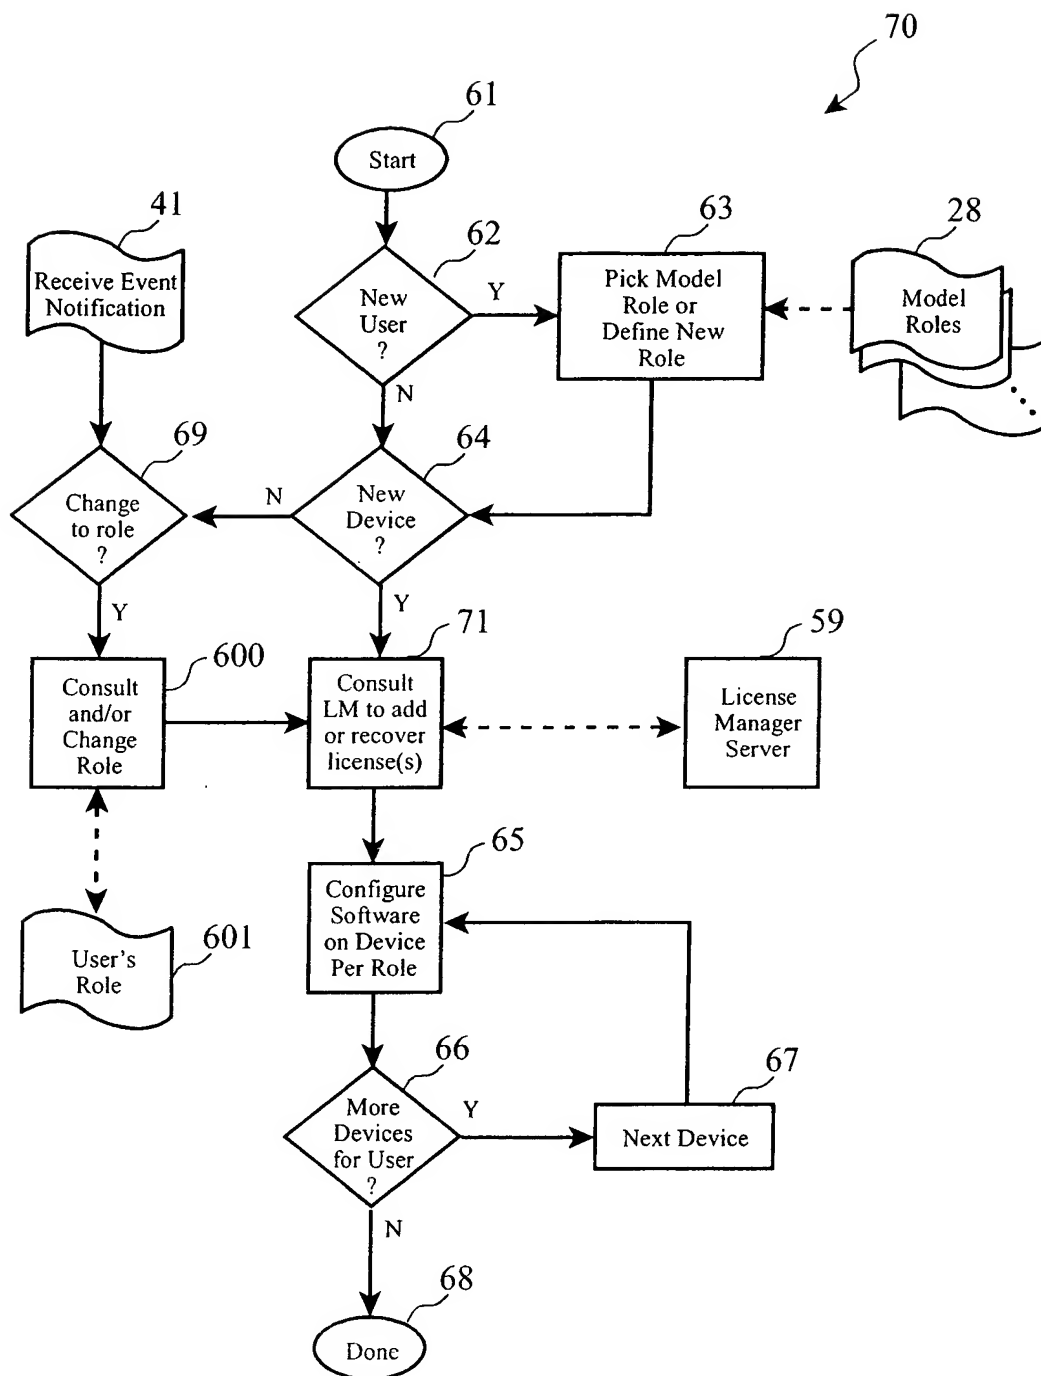 70
61
Start
41
Receive Event
Notification
62
New
User
?
Y
N
63
Pick Model
Role or
Define New
Role
28
Model
Roles
69
Change
to role
?
N
Y
64
New
Device
?
Y
600
Consult
and/or
Change
Role
71
Consult
LM to add
or recover
license(s)
59
License
Manager
Server
601
User's
Role
65
Configure
Software
on Device
Per Role
66
More
Devices
for User
?
Y
N
67
Next Device
68
Done